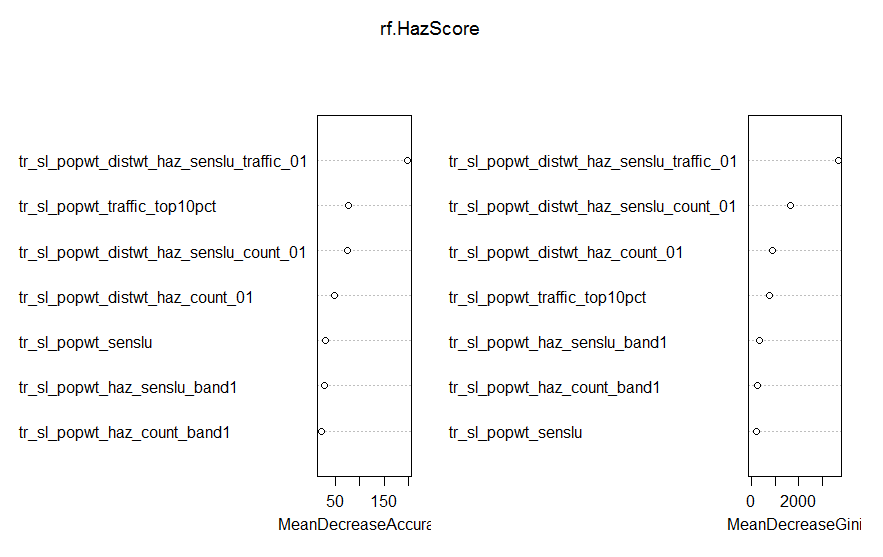 rf.HazScore
tr_sl_popwt_distwt_haz_senslu_traffic_01
tr_sl_popwt_traffic_top10pct
tr_sl_popwt_distwt_haz_senslu_count_01
tr_sl_popwt_distwt_haz_count_01
tr_sl_popwt_senslu
tr_sl_popwt_haz_senslu_band1
tr_sl_popwt_haz_count_band1
50 150
MeanDecreaseAccura
tr_sl_popwt_distwt_haz_senslu_traffic_01
tr_sl_popwt_distwt_haz_senslu_count_01
tr_sl_popwt_distwt_haz_count_01
tr_sl_popwt_traffic_top10pct
tr_sl_popwt_haz_senslu_band1
tr_sl_popwt_haz_count_band1
tr_sl_popwt_senslu
0 2000
MeanDecreaseGini